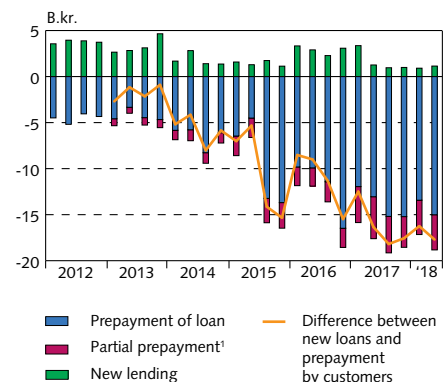 B.kr.
5
0
-5
-10
-15
-20
2012 2013 2014 2015 2016 2017 '18
Prepayment of loan
Partial prepayment¹
New lending
Difference between
new loans and
prepayment
by customers